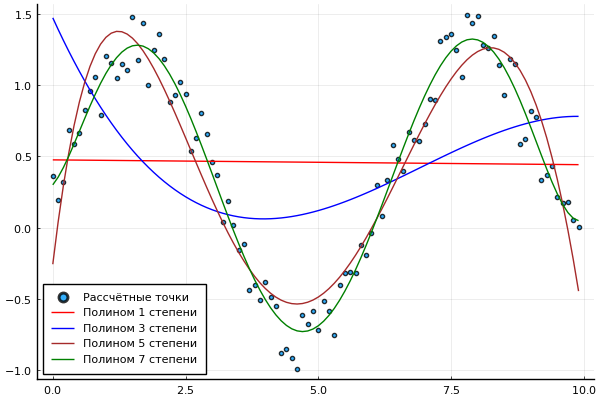 1.5
1.0
0.5
0.0
−0.5
−1.0
Рассчётные точки
Полином 1 степени
Полином 3 степени
Полином 5 степени
Полином 7 степени
0.0 2.5 5.0 7.5 10.0